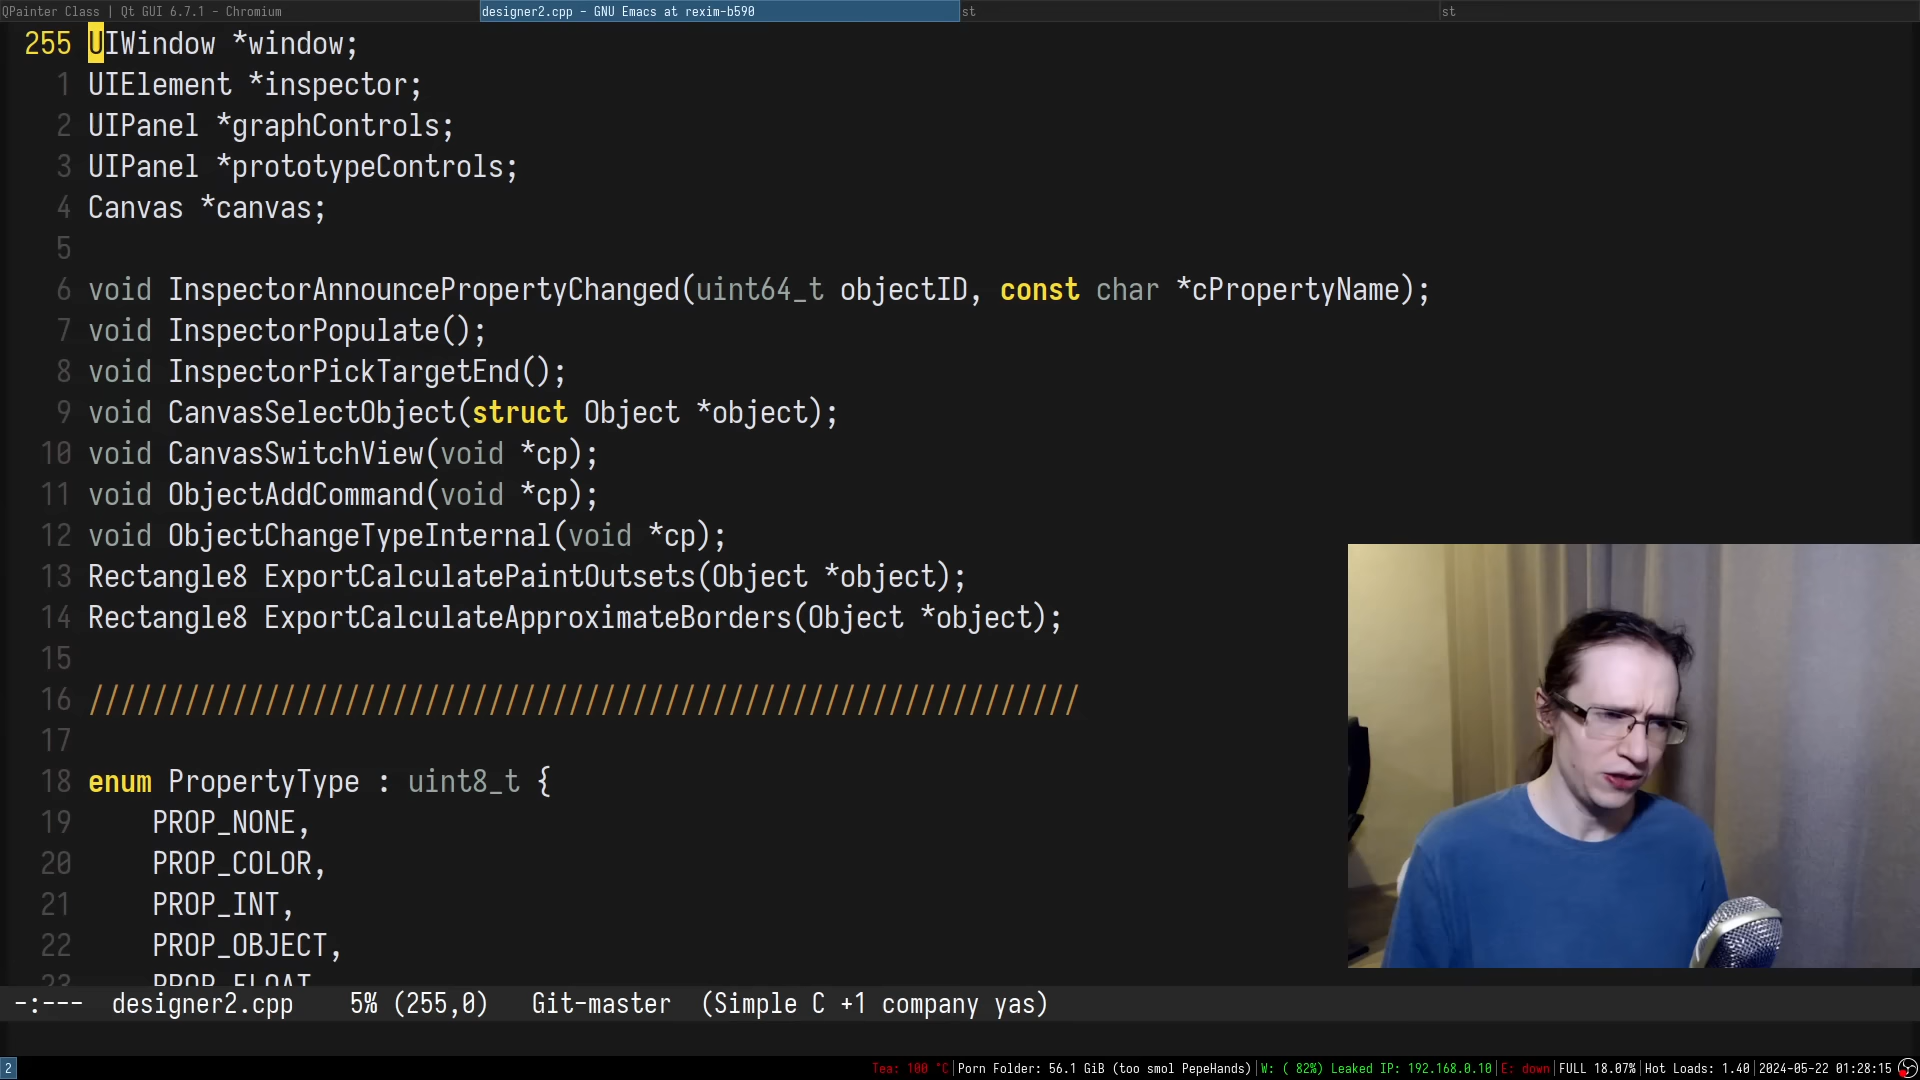 QPainter Class | Qt GUI 6.7.1 - Chromium
designer2.cpp - GNU Emacs at rexim-b590
st
st
255 UIWindow *window;
1 UIElement *inspector;
2 UIPanel *graphControls;
3 UIPanel *prototypeControls;
4 Canvas *canvas;
5
6 void InspectorAnnouncePropertyChanged(uint64_t objectID, const char *cPropertyName);
7 void InspectorPopulate();
8 void InspectorPickTargetEnd();
9 void CanvasSelectObject(struct Object *object);
10 void CanvasSwitchView(void *cp);
11 void ObjectAddCommand(void *cp);
12 void ObjectChangeTypeInternal(void *cp);
13 Rectangle8 ExportCalculatePaintOutsets(Object *object);
14 Rectangle8 ExportCalculateApproximateBorders(Object *object);
15
16 //////////////////////////////////////////////////////////////
17
18 enum PropertyType : uint8_t {
19     PROP_NONE,
20     PROP_COLOR,
21     PROP_INT,
22     PROP_OBJECT,
23     PROP_FLOAT
-:---  designer2.cpp   5% (255,0)   Git-master  (Simple C +1 company yas)
2
Tea: 100 °C|Porn Folder: 56.1 GiB (too smol PepeHands)|W: ( 82%) Leaked IP: 192.168.0.10|E: down|FULL 18.07%|Hot Loads: 1.40|2024-05-22 01:28:15